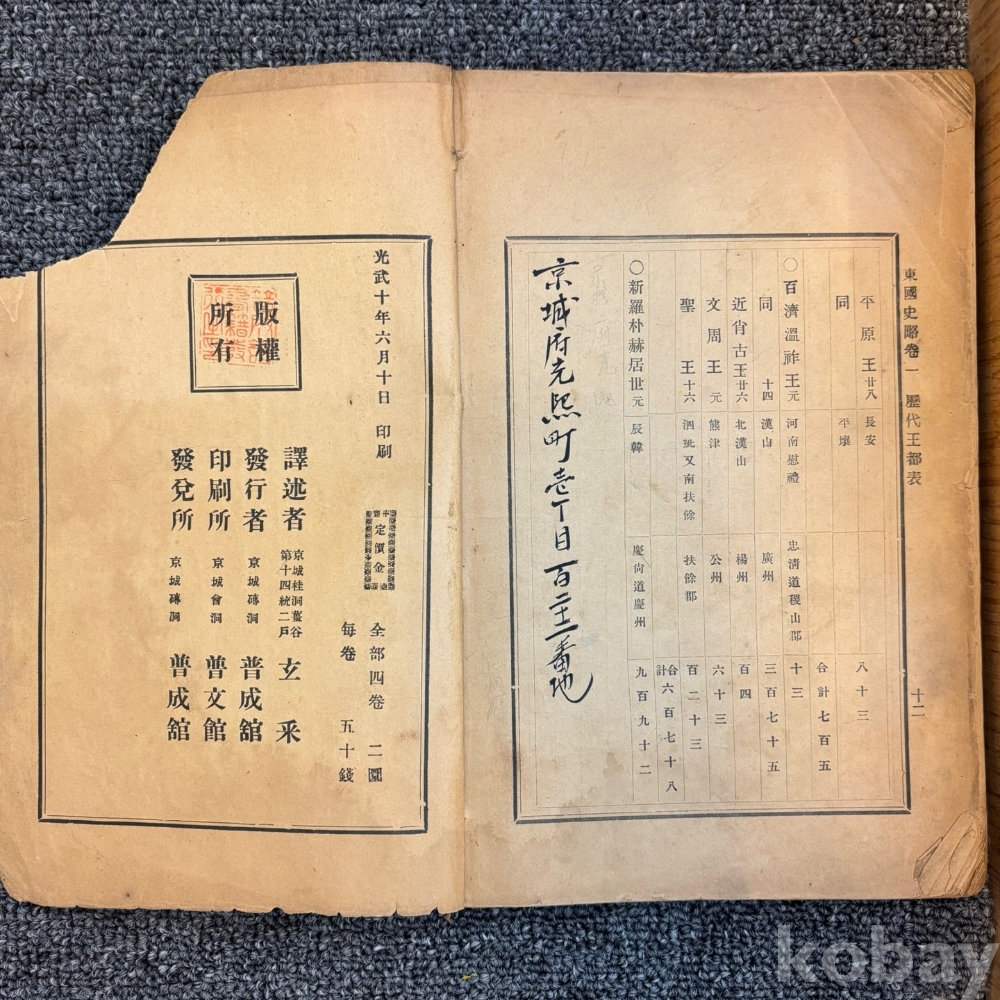 東國史略卷一　歷代王都表　十二
平原王 廿八　長安　八十三
同　平壤　合計七百五
○百濟溫祚王 元　河南慰禮　忠淸道稷山郡　十三
同　十四　漢山　廣州　三百七十五
近肖古王 廿六　北漢山　楊州　百四
文周王　元　熊津　公州　六十三
聖　王 十六　泗沘又南扶餘　扶餘郡　百二十三
合計六百七十八
○新羅朴赫居世 元　辰韓　慶尙道慶州　九百九十二
京城府光熙町壱丁目百二十一番地
光武十年六月十日　印刷
定價金
全部四卷　二圜
每卷　五十錢
版權
所有
譯述者　京城桂洞薑谷
第十四統二戶　玄采
發行者　京城磚洞　普成舘
印刷所　京城會洞　普文館
發兌所　京城磚洞　普成舘
kobay